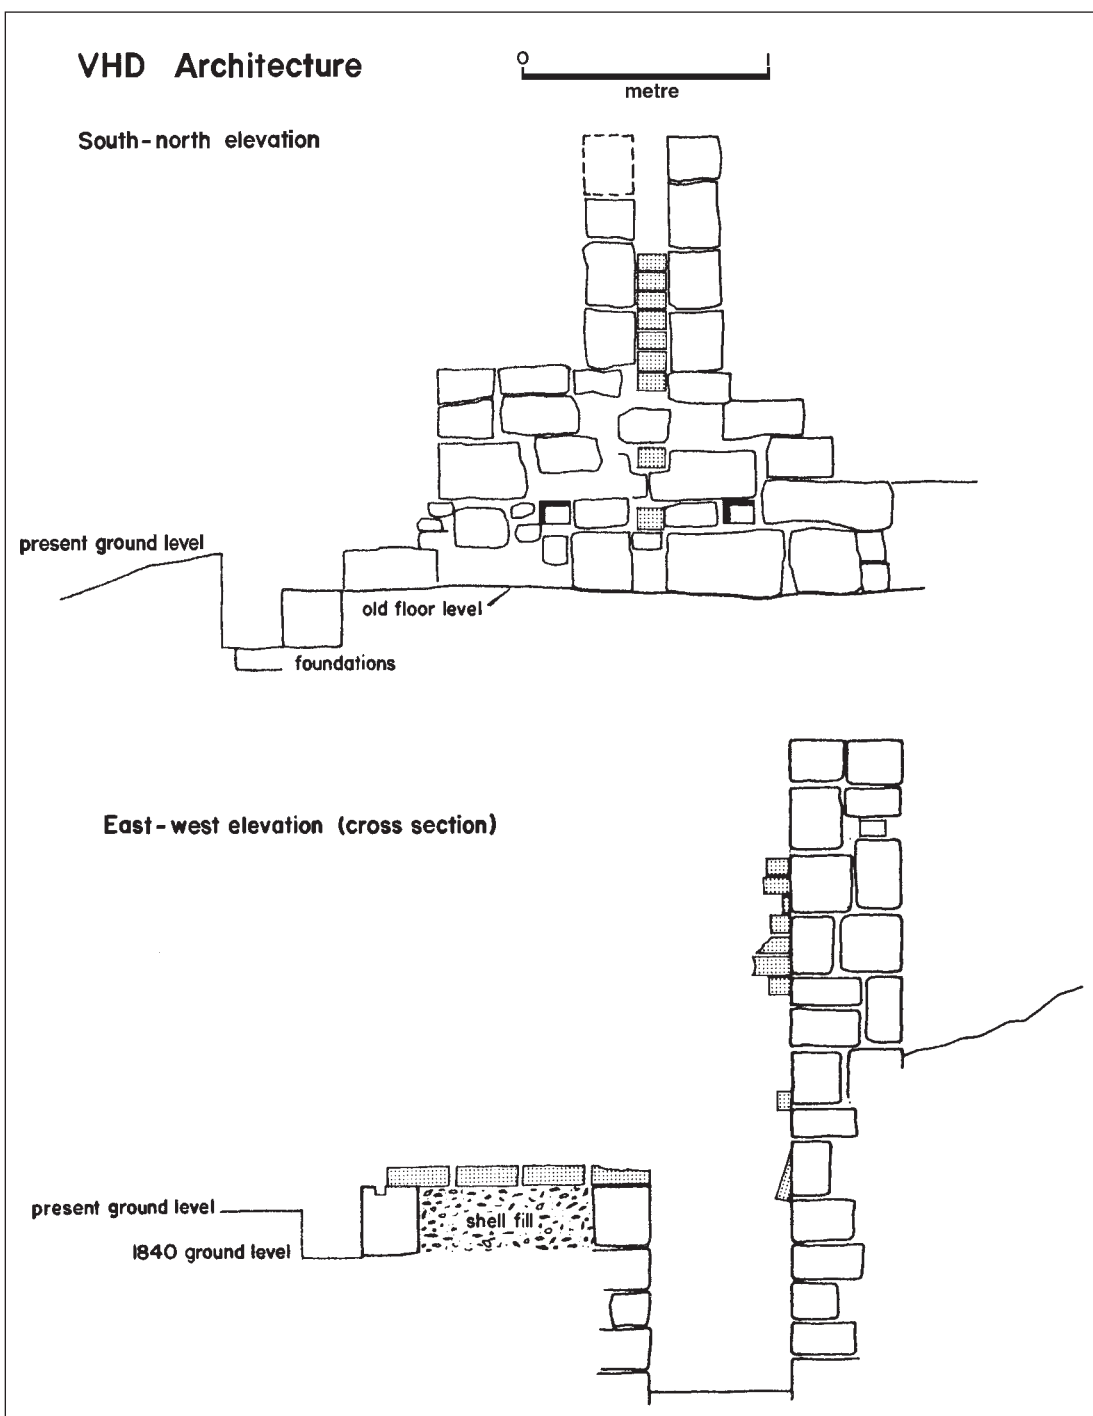 VHD Architecture
0 1
metre
South-north elevation
present ground level
old floor level
foundations
East-west elevation (cross section)
shell fill
present ground level
1840 ground level